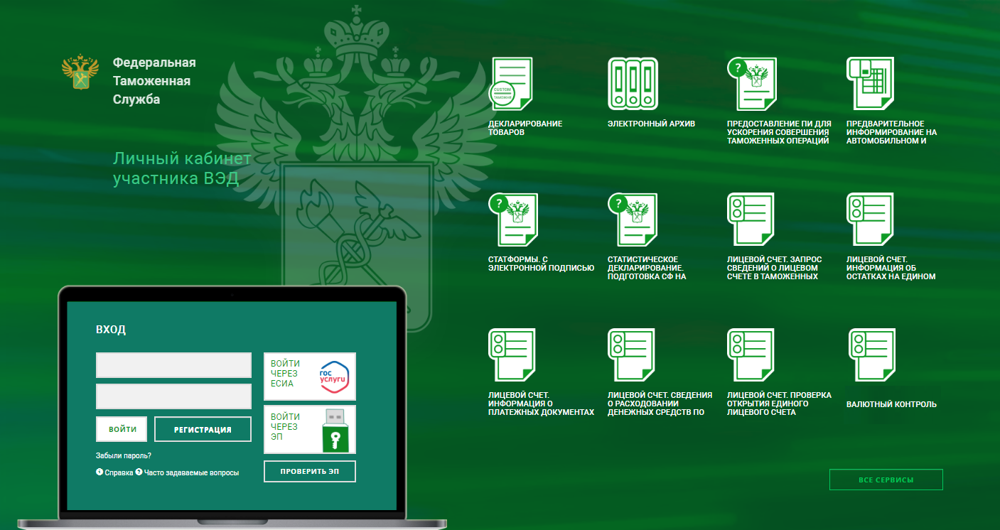 Федеральная
Таможенная
Служба
Личный кабинет
участника ВЭД
ВХОД
ВОЙТИ
ЧЕРЕЗ
ЕСИА
гос
услуги
ВОЙТИ
ЧЕРЕЗ
ЭП
ВОЙТИ
РЕГИСТРАЦИЯ
Забыли пароль?
Справка
Часто задаваемые вопросы
ПРОВЕРИТЬ ЭП
CUSTOM
ТАМОЖНЯ
ДЕКЛАРИРОВАНИЕ
ТОВАРОВ
ЭЛЕКТРОННЫЙ АРХИВ
?
ПРЕДОСТАВЛЕНИЕ ПИ ДЛЯ
УСКОРЕНИЯ СОВЕРШЕНИЯ
ТАМОЖЕННЫХ ОПЕРАЦИЙ
ПРЕДВАРИТЕЛЬНОЕ
ИНФОРМИРОВАНИЕ НА
АВТОМОБИЛЬНОМ И
?
СТАТФОРМЫ. С
ЭЛЕКТРОННОЙ ПОДПИСЬЮ
?
СТАТИСТИЧЕСКОЕ
ДЕКЛАРИРОВАНИЕ.
ПОДГОТОВКА СФ НА
ЛИЦЕВОЙ СЧЕТ. ЗАПРОС
СВЕДЕНИЙ О ЛИЦЕВОМ
СЧЕТЕ В ТАМОЖЕННЫХ
ЛИЦЕВОЙ СЧЕТ.
ИНФОРМАЦИЯ ОБ
ОСТАТКАХ НА ЕДИНОМ
ЛИЦЕВОЙ СЧЕТ.
ИНФОРМАЦИЯ О
ПЛАТЕЖНЫХ ДОКУМЕНТАХ
ЛИЦЕВОЙ СЧЕТ. СВЕДЕНИЯ
О РАСХОДОВАНИИ
ДЕНЕЖНЫХ СРЕДСТВ ПО
ЛИЦЕВОЙ СЧЕТ. ПРОВЕРКА
ОТКРЫТИЯ ЕДИНОГО
ЛИЦЕВОГО СЧЕТА
ВАЛЮТНЫЙ КОНТРОЛЬ
ВСЕ СЕРВИСЫ